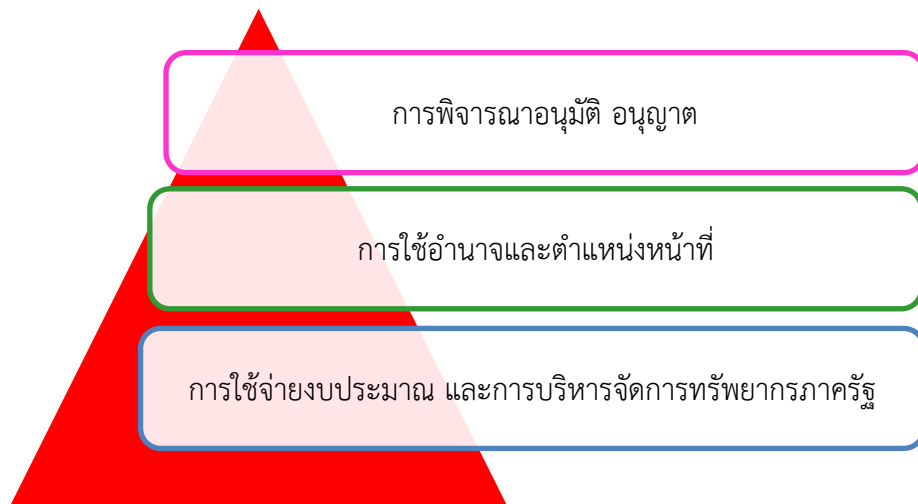 การพิจารณาอนุมัติ อนุญาต
การใช้อำนาจและตำแหน่งหน้าที่
การใช้จ่ายงบประมาณ และการบริหารจัดการทรัพยากรภาครัฐ